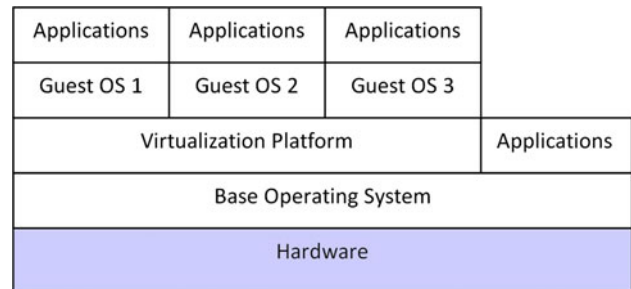 Applications Applications Applications
Guest OS 1 Guest OS 2 Guest OS 3
Virtualization Platform Applications
Base Operating System
Hardware